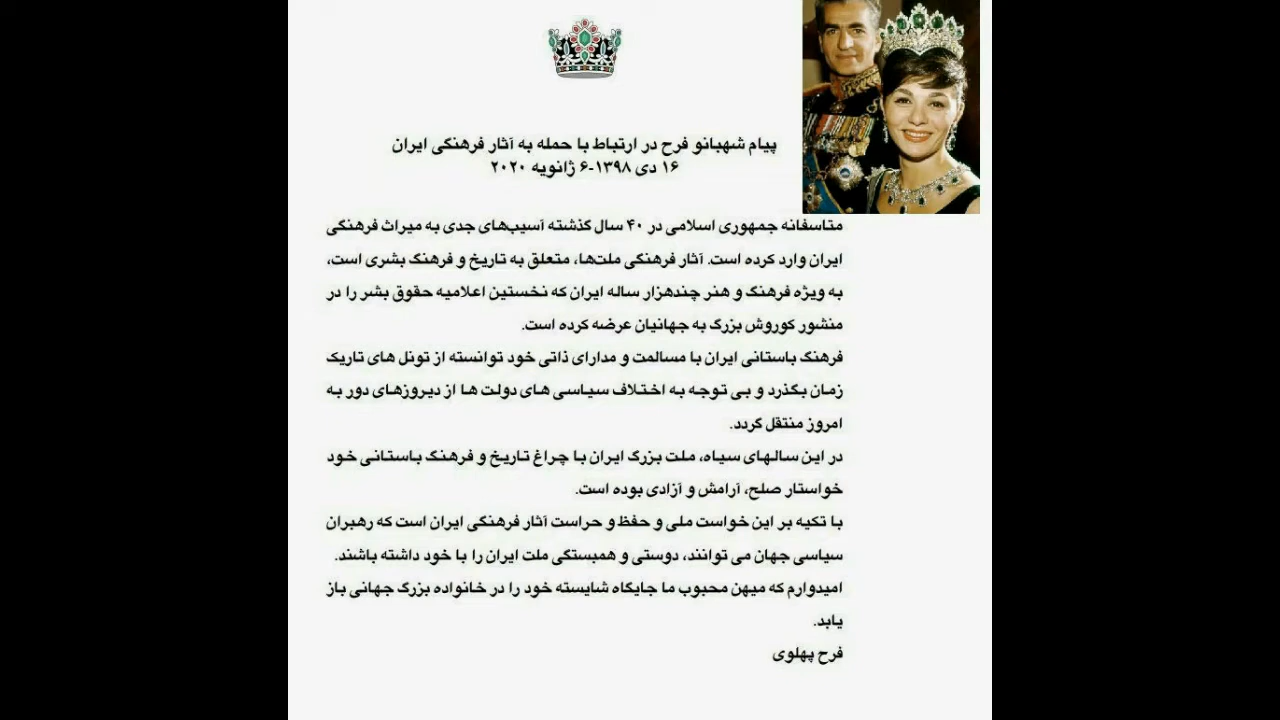 پیام شهبانو فرح در ارتباط با حمله به آثار فرهنگی ایران
۱۶ دی ۱۳۹۸-۶ ژانویه ۲۰۲۰
متاسفانه جمهوری اسلامی در ۴۰ سال گذشته آسیب‌های جدی به میراث فرهنگی
ایران وارد کرده است. آثار فرهنگی ملت‌ها، متعلق به تاریخ و فرهنگ بشری است،
به ویژه فرهنگ و هنر چندهزار ساله ایران که نخستین اعلامیه حقوق بشر را در
منشور کوروش بزرگ به جهانیان عرضه کرده است.
فرهنگ باستانی ایران با مسالمت و مدارای ذاتی خود توانسته از تونل های تاریک
زمان بگذرد و بی توجه به اختلاف سیاسی های دولت ها از دیروزهای دور به
امروز منتقل گردد.
در این سالهای سیاه، ملت بزرگ ایران با چراغ تاریخ و فرهنگ باستانی خود
خواستار صلح، آرامش و آزادی بوده است.
با تکیه بر این خواست ملی و حفظ و حراست آثار فرهنگی ایران است که رهبران
سیاسی جهان می توانند، دوستی و همبستگی ملت ایران را با خود داشته باشند.
امیدوارم که میهن محبوب ما جایگاه شایسته خود را در خانواده بزرگ جهانی باز
یابد.
فرح پهلوی